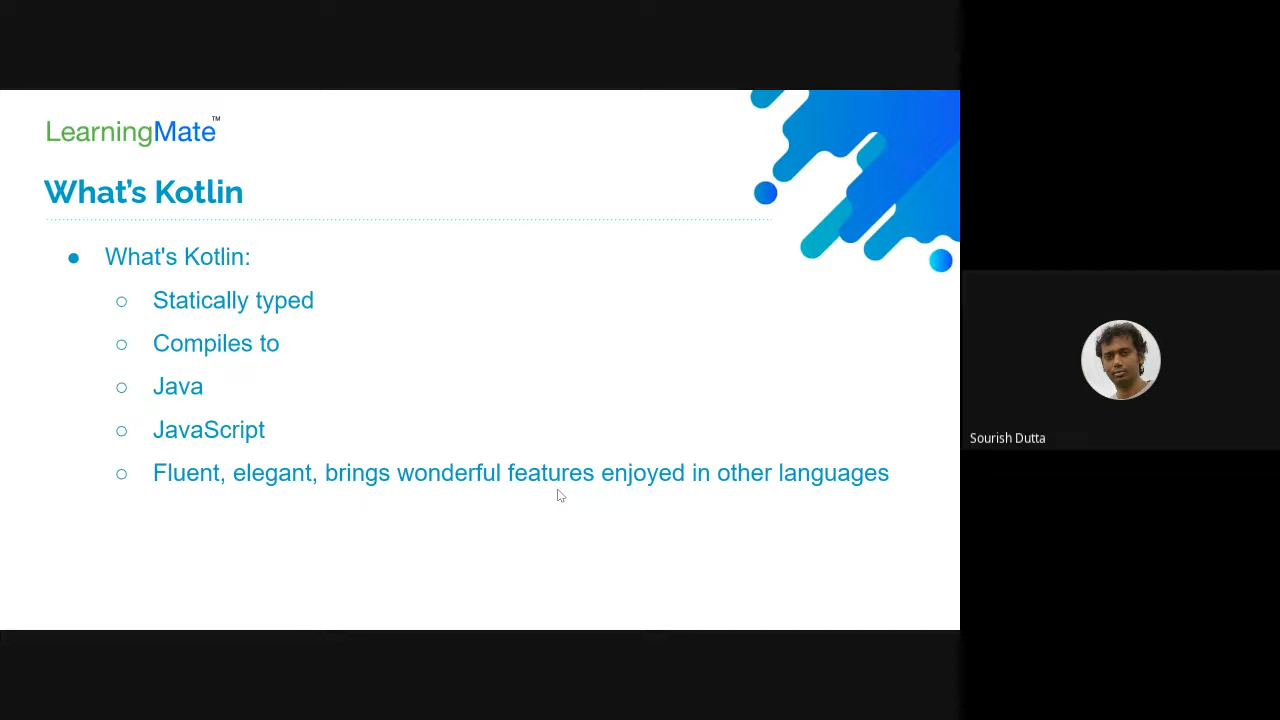 LearningMate™
What’s Kotlin
● What's Kotlin:
○ Statically typed
○ Compiles to
○ Java
○ JavaScript
○ Fluent, elegant, brings wonderful features enjoyed in other languages
Sourish Dutta